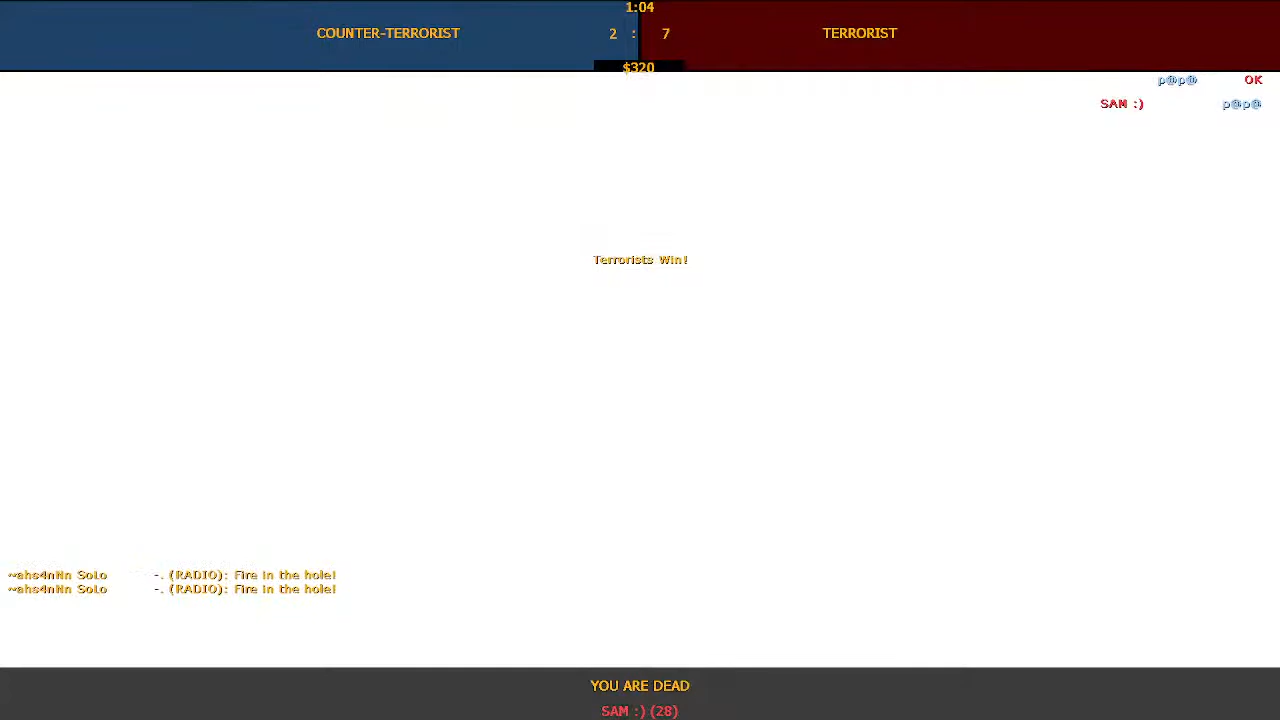 1:04
COUNTER-TERRORIST 2 : 7 TERRORIST
$320
p@p@ OK
SAM :) p@p@
Terrorists Win!
~ahs4nNn SoLo -. (RADIO): Fire in the hole!
~ahs4nNn SoLo -. (RADIO): Fire in the hole!
YOU ARE DEAD
SAM :) (28)